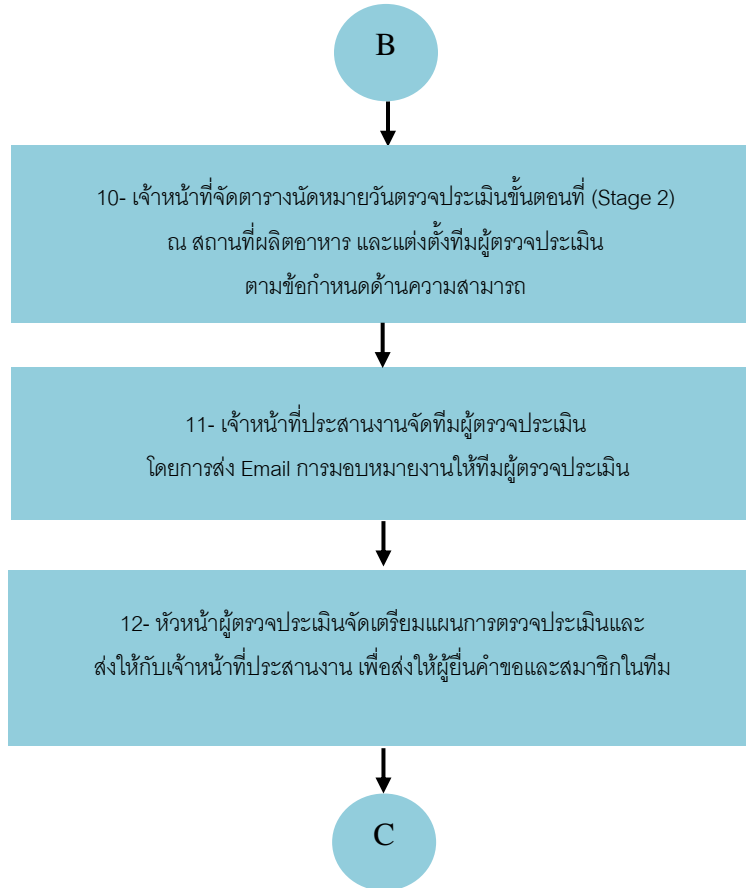 B
10- เจ้าหน้าที่จัดตารางนัดหมายวันตรวจประเมินขั้นตอนที่ (Stage 2)
ณ สถานที่ผลิตอาหาร และแต่งตั้งทีมผู้ตรวจประเมิน
ตามข้อกำหนดด้านความสามารถ
11- เจ้าหน้าที่ประสานงานจัดทีมผู้ตรวจประเมิน
โดยการส่ง Email การมอบหมายงานให้ทีมผู้ตรวจประเมิน
12- หัวหน้าผู้ตรวจประเมินจัดเตรียมแผนการตรวจประเมินและ
ส่งให้กับเจ้าหน้าที่ประสานงาน เพื่อส่งให้ผู้ยื่นคำขอและสมาชิกในทีม
C